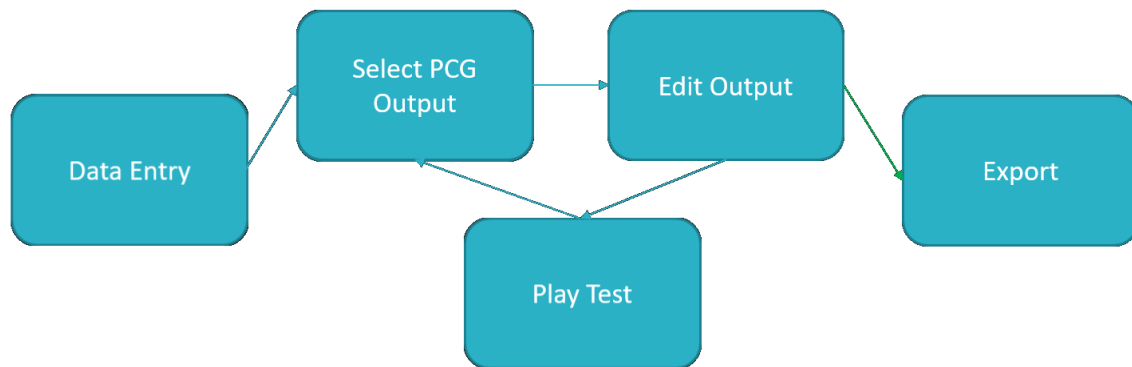 Data Entry
Select PCG
Output
Edit Output
Export
Play Test